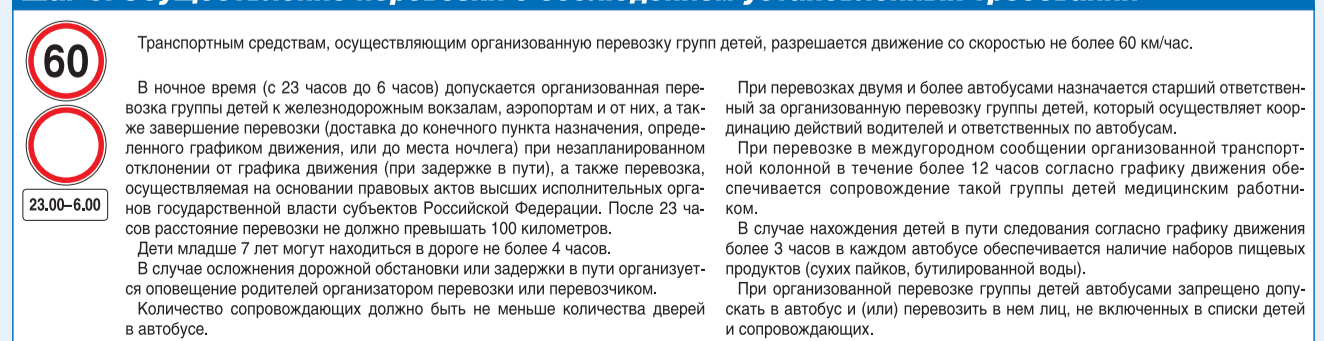 60
23.00–6.00
Транспортным средствам, осуществляющим организованную перевозку групп детей, разрешается движение со скоростью не более 60 км/час.
В ночное время (с 23 часов до 6 часов) допускается организованная пере-
возка группы детей к железнодорожным вокзалам, аэропортам и от них, а так-
же завершение перевозки (доставка до конечного пункта назначения, опреде-
ленного графиком движения, или до места ночлега) при незапланированном
отклонении от графика движения (при задержке в пути), а также перевозка,
осуществляемая на основании правовых актов высших исполнительных орга-
нов государственной власти субъектов Российской Федерации. После 23 ча-
сов расстояние перевозки не должно превышать 100 километров.
Дети младше 7 лет могут находиться в дороге не более 4 часов.
В случае осложнения дорожной обстановки или задержки в пути организует-
ся оповещение родителей организатором перевозки или перевозчиком.
Количество сопровождающих должно быть не меньше количества дверей
в автобусе.
При перевозках двумя и более автобусами назначается старший ответствен-
ный за организованную перевозку группы детей, который осуществляет коор-
динацию действий водителей и ответственных по автобусам.
При перевозке в междугородном сообщении организованной транспорт-
ной колонной в течение более 12 часов согласно графику движения обе-
спечивается сопровождение такой группы детей медицинским работни-
ком.
В случае нахождения детей в пути следования согласно графику движения
более 3 часов в каждом автобусе обеспечивается наличие наборов пищевых
продуктов (сухих пайков, бутилированной воды).
При организованной перевозке группы детей автобусами запрещено допу-
скать в автобус и (или) перевозить в нем лиц, не включенных в списки детей
и сопровождающих.